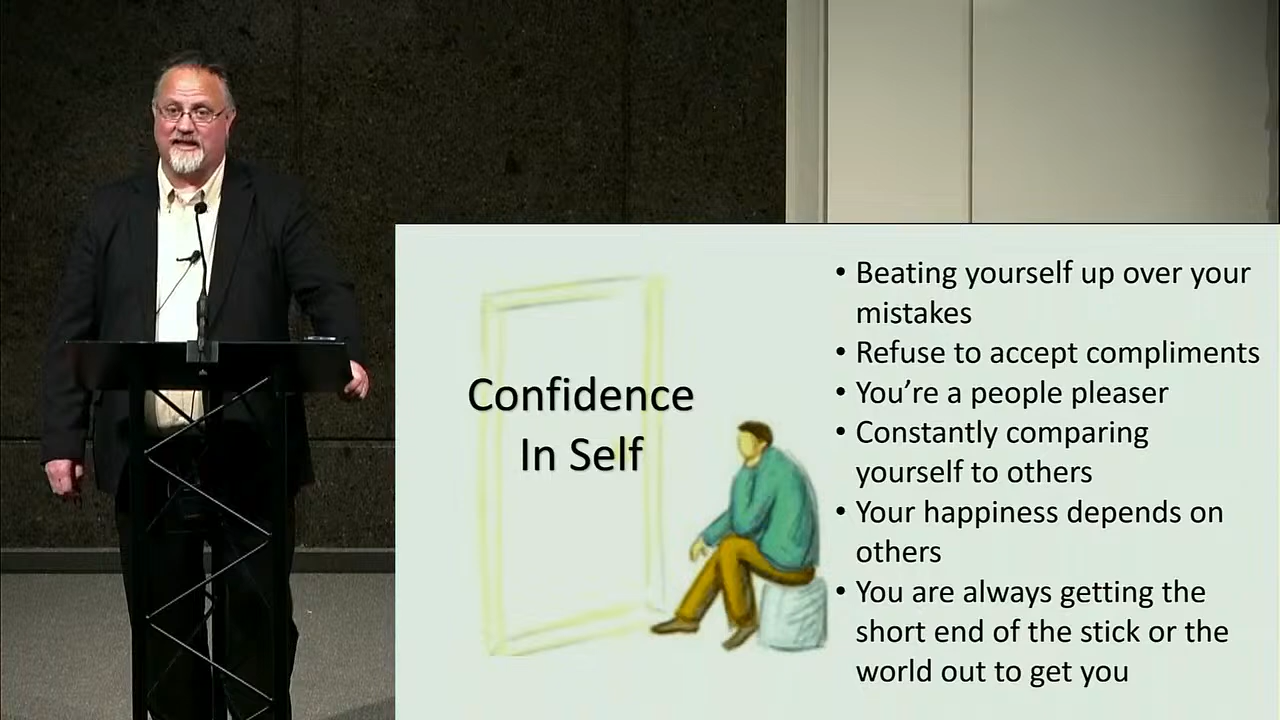 Confidence
In Self
• Beating yourself up over your
mistakes
• Refuse to accept compliments
• You’re a people pleaser
• Constantly comparing
yourself to others
• Your happiness depends on
others
• You are always getting the
short end of the stick or the
world out to get you